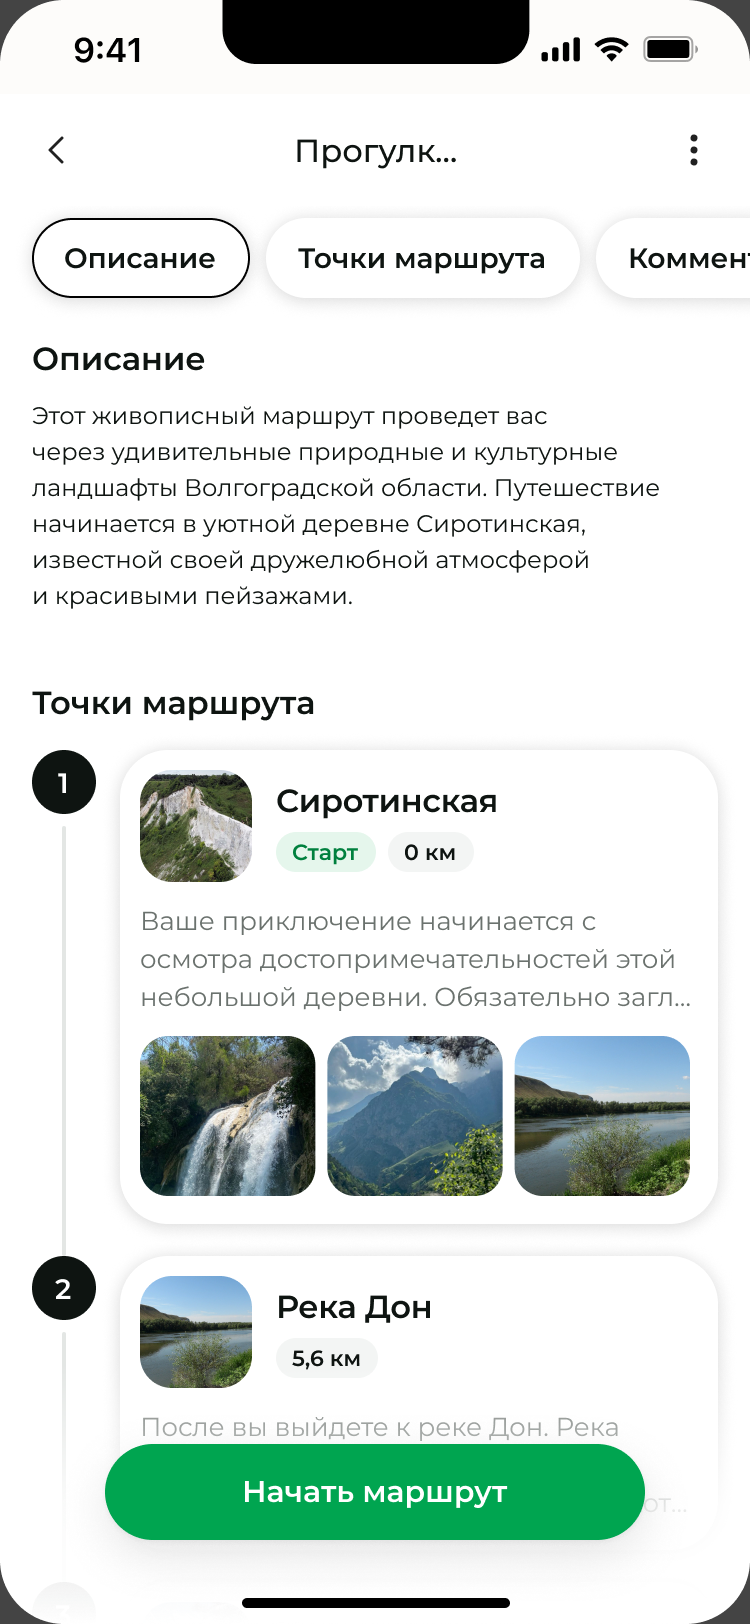 9:41
Прогулк...
Описание
Точки маршрута
Коммент
Описание
Этот живописный маршрут проведет вас
через удивительные природные и культурные
ландшафты Волгоградской области. Путешествие
начинается в уютной деревне Сиротинская,
известной своей дружелюбной атмосферой
и красивыми пейзажами.
Точки маршрута
1
Сиротинская
Старт
0 км
Ваше приключение начинается с
осмотра достопримечательностей этой
небольшой деревни. Обязательно загл...
2
Река Дон
5,6 км
После вы выйдете к реке Дон. Река
от...
Начать маршрут
3